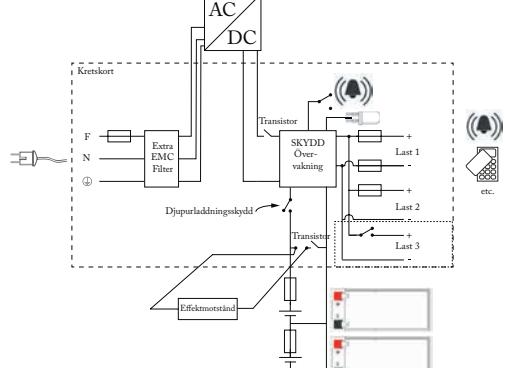 AC
DC
Kretskort
Transistor
F
N
Extra
EMC
Filter
SKYDD
Över-
vakning
+
Last 1
-
+
Last 2
-
+
Last 3
-
etc.
Djupurladdningsskydd
Transistor
Effektmotstånd